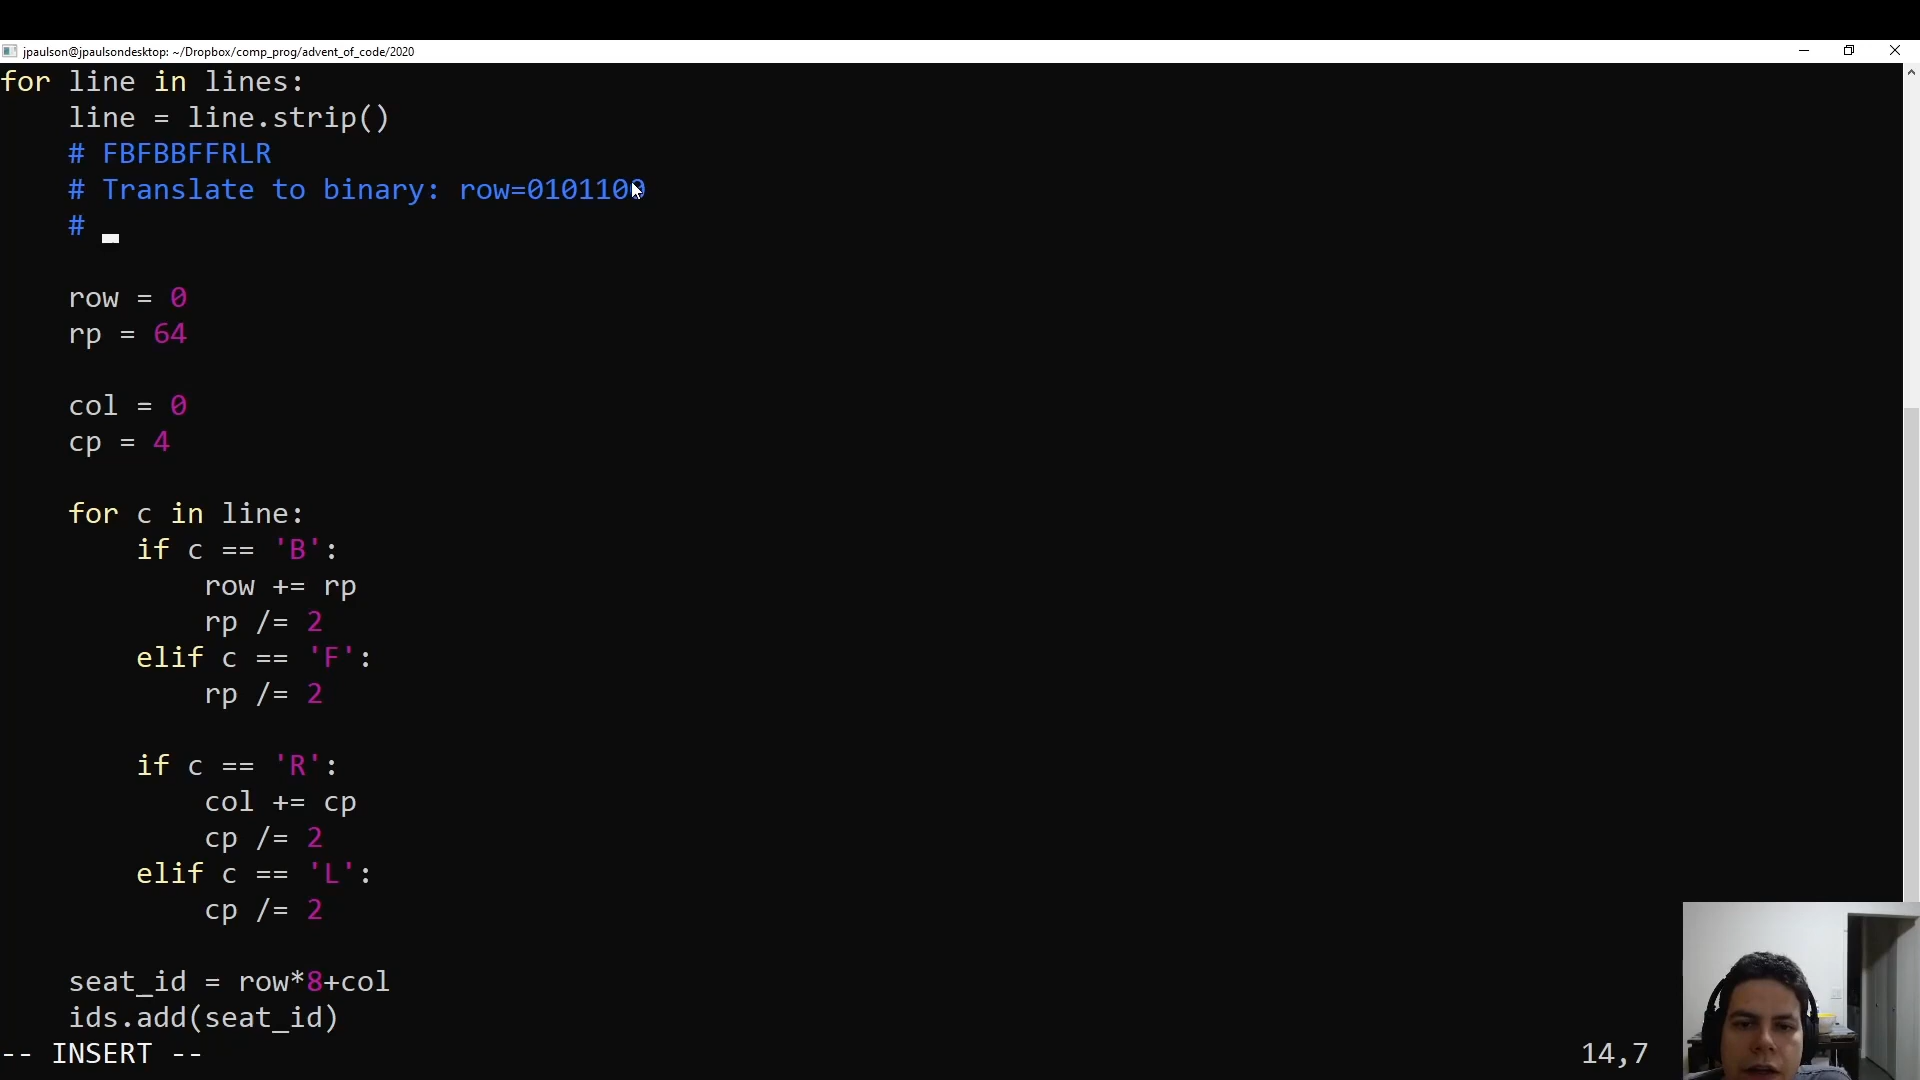 jpaulson@jpaulsondesktop: ~/Dropbox/comp_prog/advent_of_code/2020
for line in lines:
line = line.strip()
# FBFBBFFRLR
# Translate to binary: row=0101100
#
row = 0
rp = 64
col = 0
cp = 4
for c in line:
if c == 'B':
row += rp
rp /= 2
elif c == 'F':
rp /= 2
if c == 'R':
col += cp
cp /= 2
elif c == 'L':
cp /= 2
seat_id = row*8+col
ids.add(seat_id)
-- INSERT -- 14,7